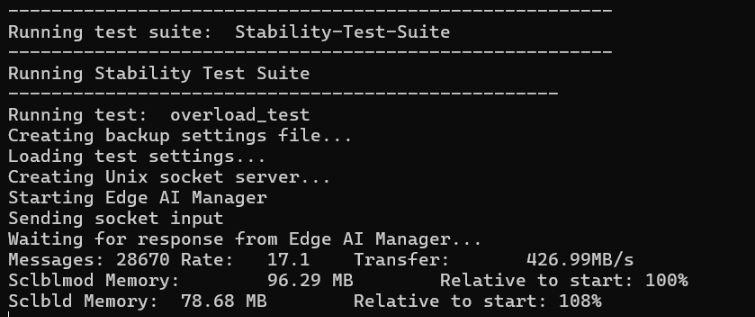 --------------------------------------------------------
Running test suite:  Stability-Test-Suite
--------------------------------------------------------
Running Stability Test Suite
---------------------------------------------------
Running test:  overload_test
Creating backup settings file...
Loading test settings...
Creating Unix socket server...
Starting Edge AI Manager
Sending socket input
Waiting for response from Edge AI Manager...
Messages: 28670 Rate:   17.1    Transfer:       426.99MB/s
Sclblmod Memory:        96.29 MB        Relative to start: 100%
Sclbld Memory:  78.68 MB        Relative to start: 108%